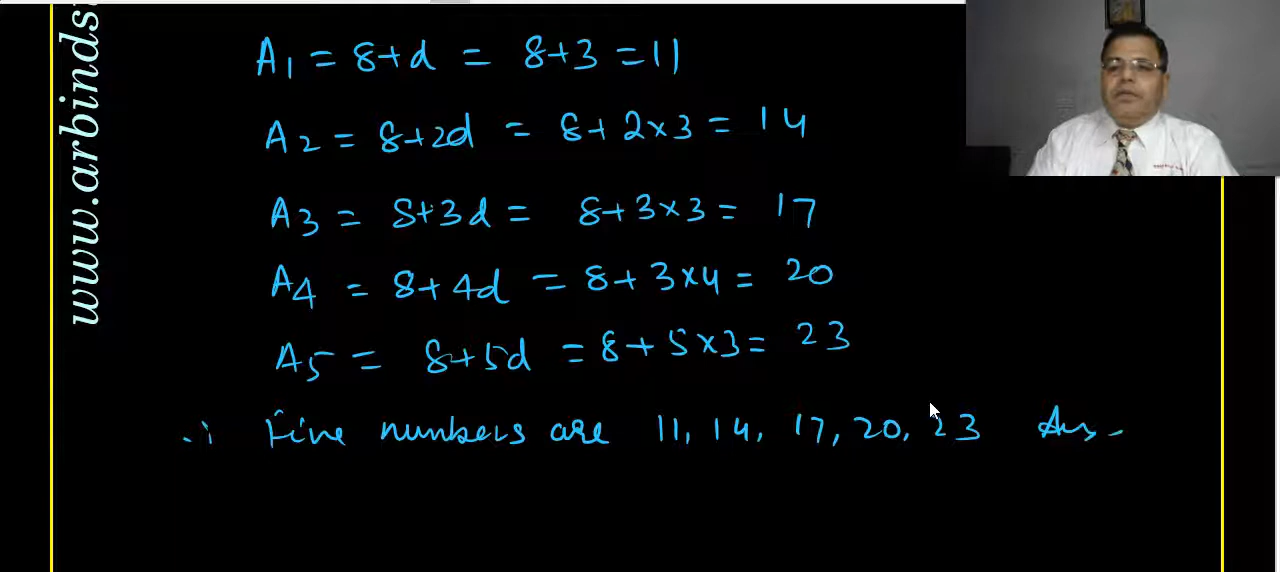 www.arbinds
A1 = 8+d = 8+3 = 11
A2 = 8+2d = 8+2×3 = 14
A3 = 8+3d = 8+3×3 = 17
A4 = 8+4d = 8+3×4 = 20
A5 = 8+5d = 8+5×3 = 23
∴ Five numbers are 11, 14, 17, 20, 23 Ans.